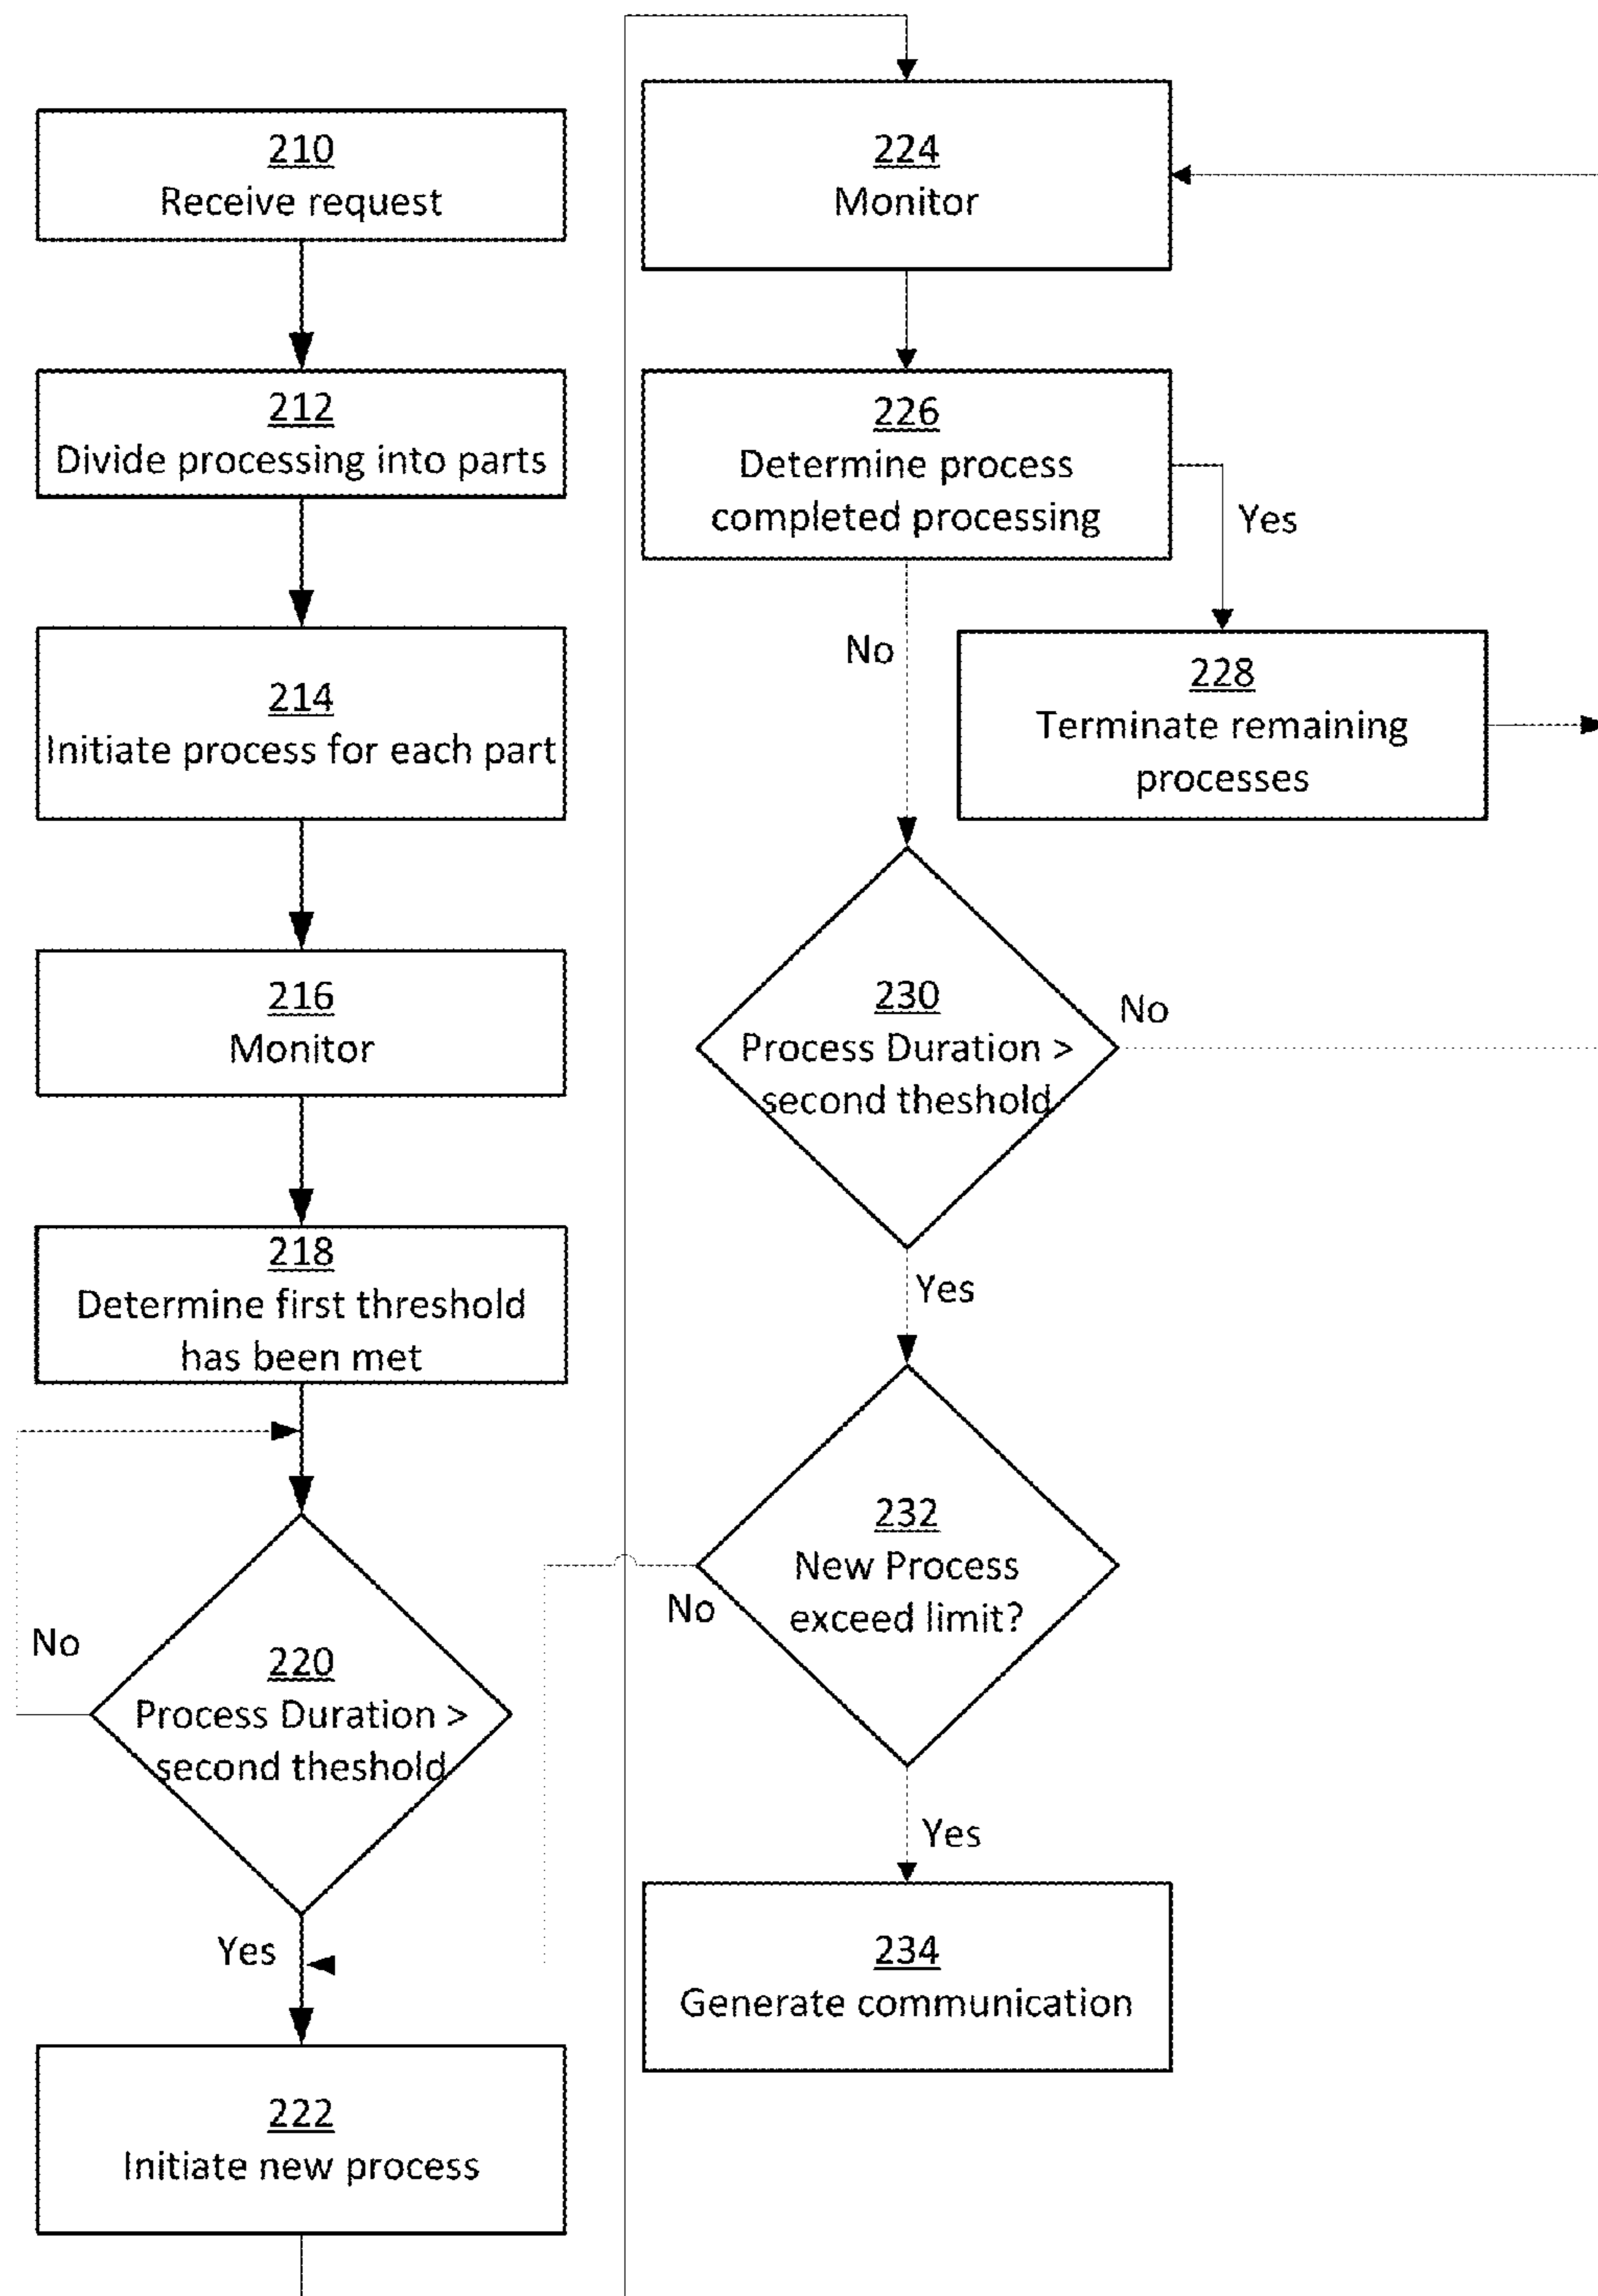 210
Receive request
212
Divide processing into parts
214
Initiate process for each part
216
Monitor
218
Determine first threshold
has been met
No
220
Process Duration >
second theshold
Yes
222
Initiate new process
224
Monitor
226
Determine process
completed processing
Yes
No
228
Terminate remaining
processes
230
Process Duration >
second theshold
No
Yes
232
New Process
exceed limit?
No
Yes
234
Generate communication